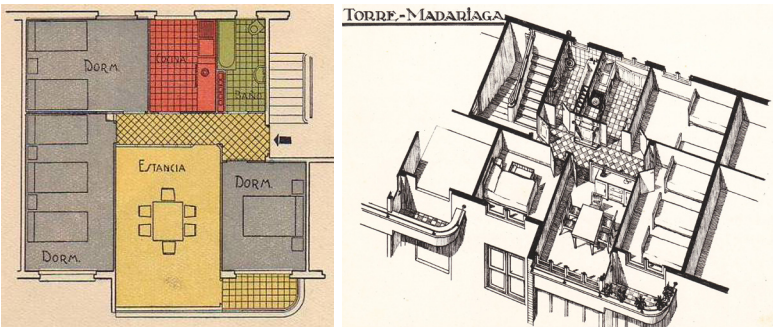 DORM.
COCINA
BAÑO
ESTANCIA
DORM.
DORM.
TORRE-MADARIAGA